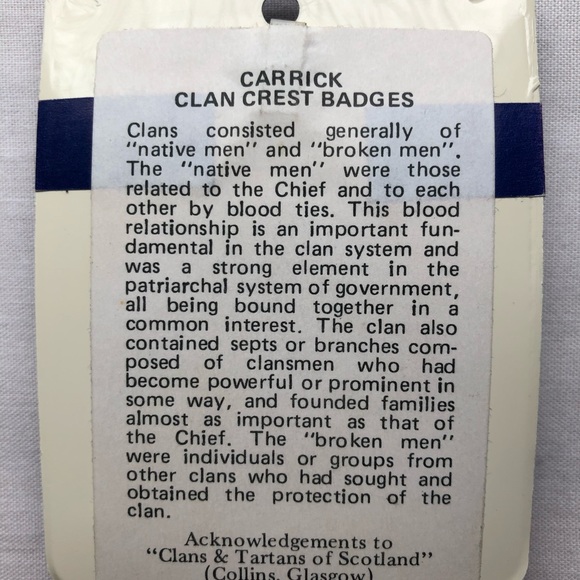 CARRICK
CLAN CREST BADGES
Clans consisted generally of
"native men" and "broken men".
The "native men" were those
related to the Chief and to each
other by blood ties. This blood
relationship is an important fun-
damental in the clan system and
was a strong element in the
patriarchal system of government,
all being bound together in a
common interest. The clan also
contained septs or branches com-
posed of clansmen who had
become powerful or prominent in
some way, and founded families
almost as important as that of
the Chief. The "broken men"
were individuals or groups from
other clans who had sought and
obtained the protection of the
clan.
Acknowledgements to
"Clans & Tartans of Scotland"
(Collins, Glasgow)